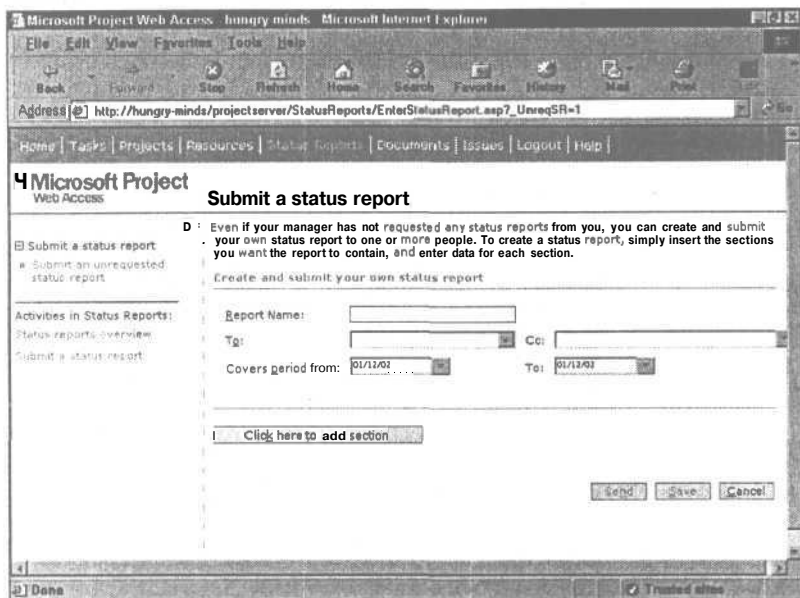 Microsoft Project Web Access - hungry minds - Microsoft Internet Explorer
File Edit View Favorites Tools Help
Back Forward Stop Refresh Home Search Favorites History Mail Print
Address http://hungry-minds/projectserver/StatusReports/EnterStatusReport.asp?_UnreqSR=1 Go
Home | Tasks | Projects | Resources | Status Reports | Documents | Issues | Logout | Help |
Microsoft Project
Web Access
Submit a status report
Submit a status report
Submit an unrequested
status report
Activities in Status Reports:
Status reports overview
Submit a status report
Even if your manager has not requested any status reports from you, you can create and submit
your own status report to one or more people. To create a status report, simply insert the sections
you want the report to contain, and enter data for each section.
Create and submit your own status report
Report Name:
To: Cc:
Covers period from: 01/12/02 To: 01/12/02
Click here to add section
Send Save Cancel
Done Trusted sites